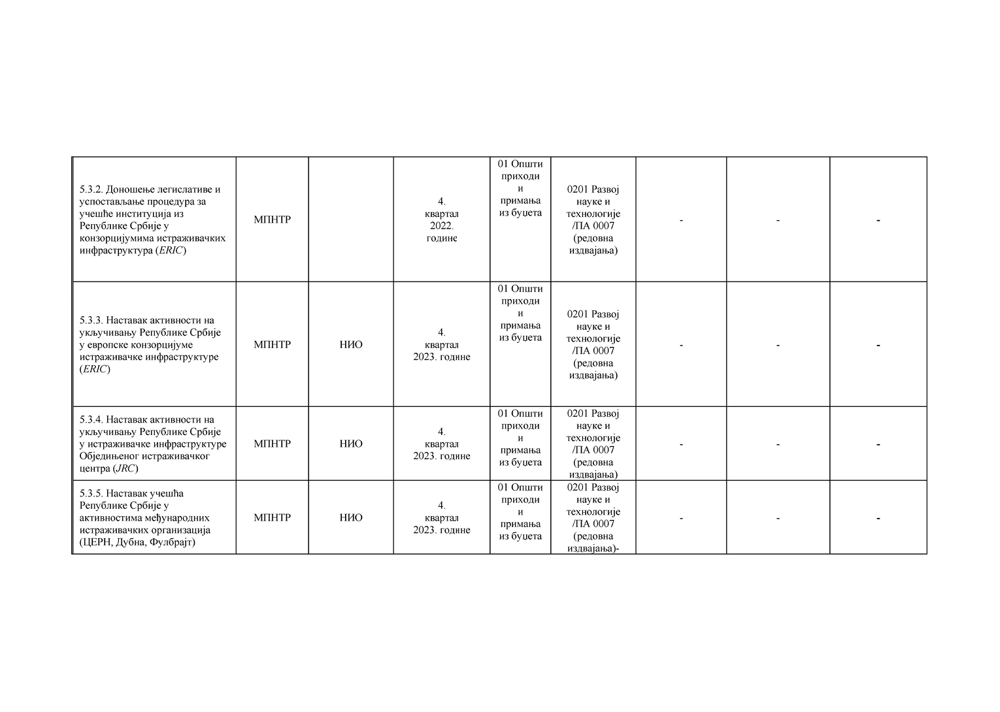 5.3.2. Доношење легислативе и
успостављање процедура за
учешће институција из
Републике Србије у
конзорцијумима истраживачких
инфраструктура (ERIC)
МПНТР
4.
квартал
2022.
године
01 Општи
приходи
и
примања
из буџета
0201 Развој
науке и
технологије
/ПА 0007
(редовна
издвајања)
-
-
-
5.3.3. Наставак активности на
укључивању Републике Србије
у европске конзорцијуме
истраживачке инфраструктуре
(ERIC)
МПНТР
НИО
4.
квартал
2023. године
01 Општи
приходи
и
примања
из буџета
0201 Развој
науке и
технологије
/ПА 0007
(редовна
издвајања)
-
-
-
5.3.4. Наставак активности на
укључивању Републике Србије
у истраживачке инфраструктуре
Обједињеног истраживачког
центра (JRC)
МПНТР
НИО
4.
квартал
2023. године
01 Општи
приходи
и
примања
из буџета
0201 Развој
науке и
технологије
/ПА 0007
(редовна
издвајања)
-
-
-
5.3.5. Наставак учешћа
Републике Србије у
активностима међународних
истраживачких организација
(ЦЕРН, Дубна, Фулбрајт)
МПНТР
НИО
4.
квартал
2023. године
01 Општи
приходи
и
примања
из буџета
0201 Развој
науке и
технологије
/ПА 0007
(редовна
издвајања)-
-
-
-